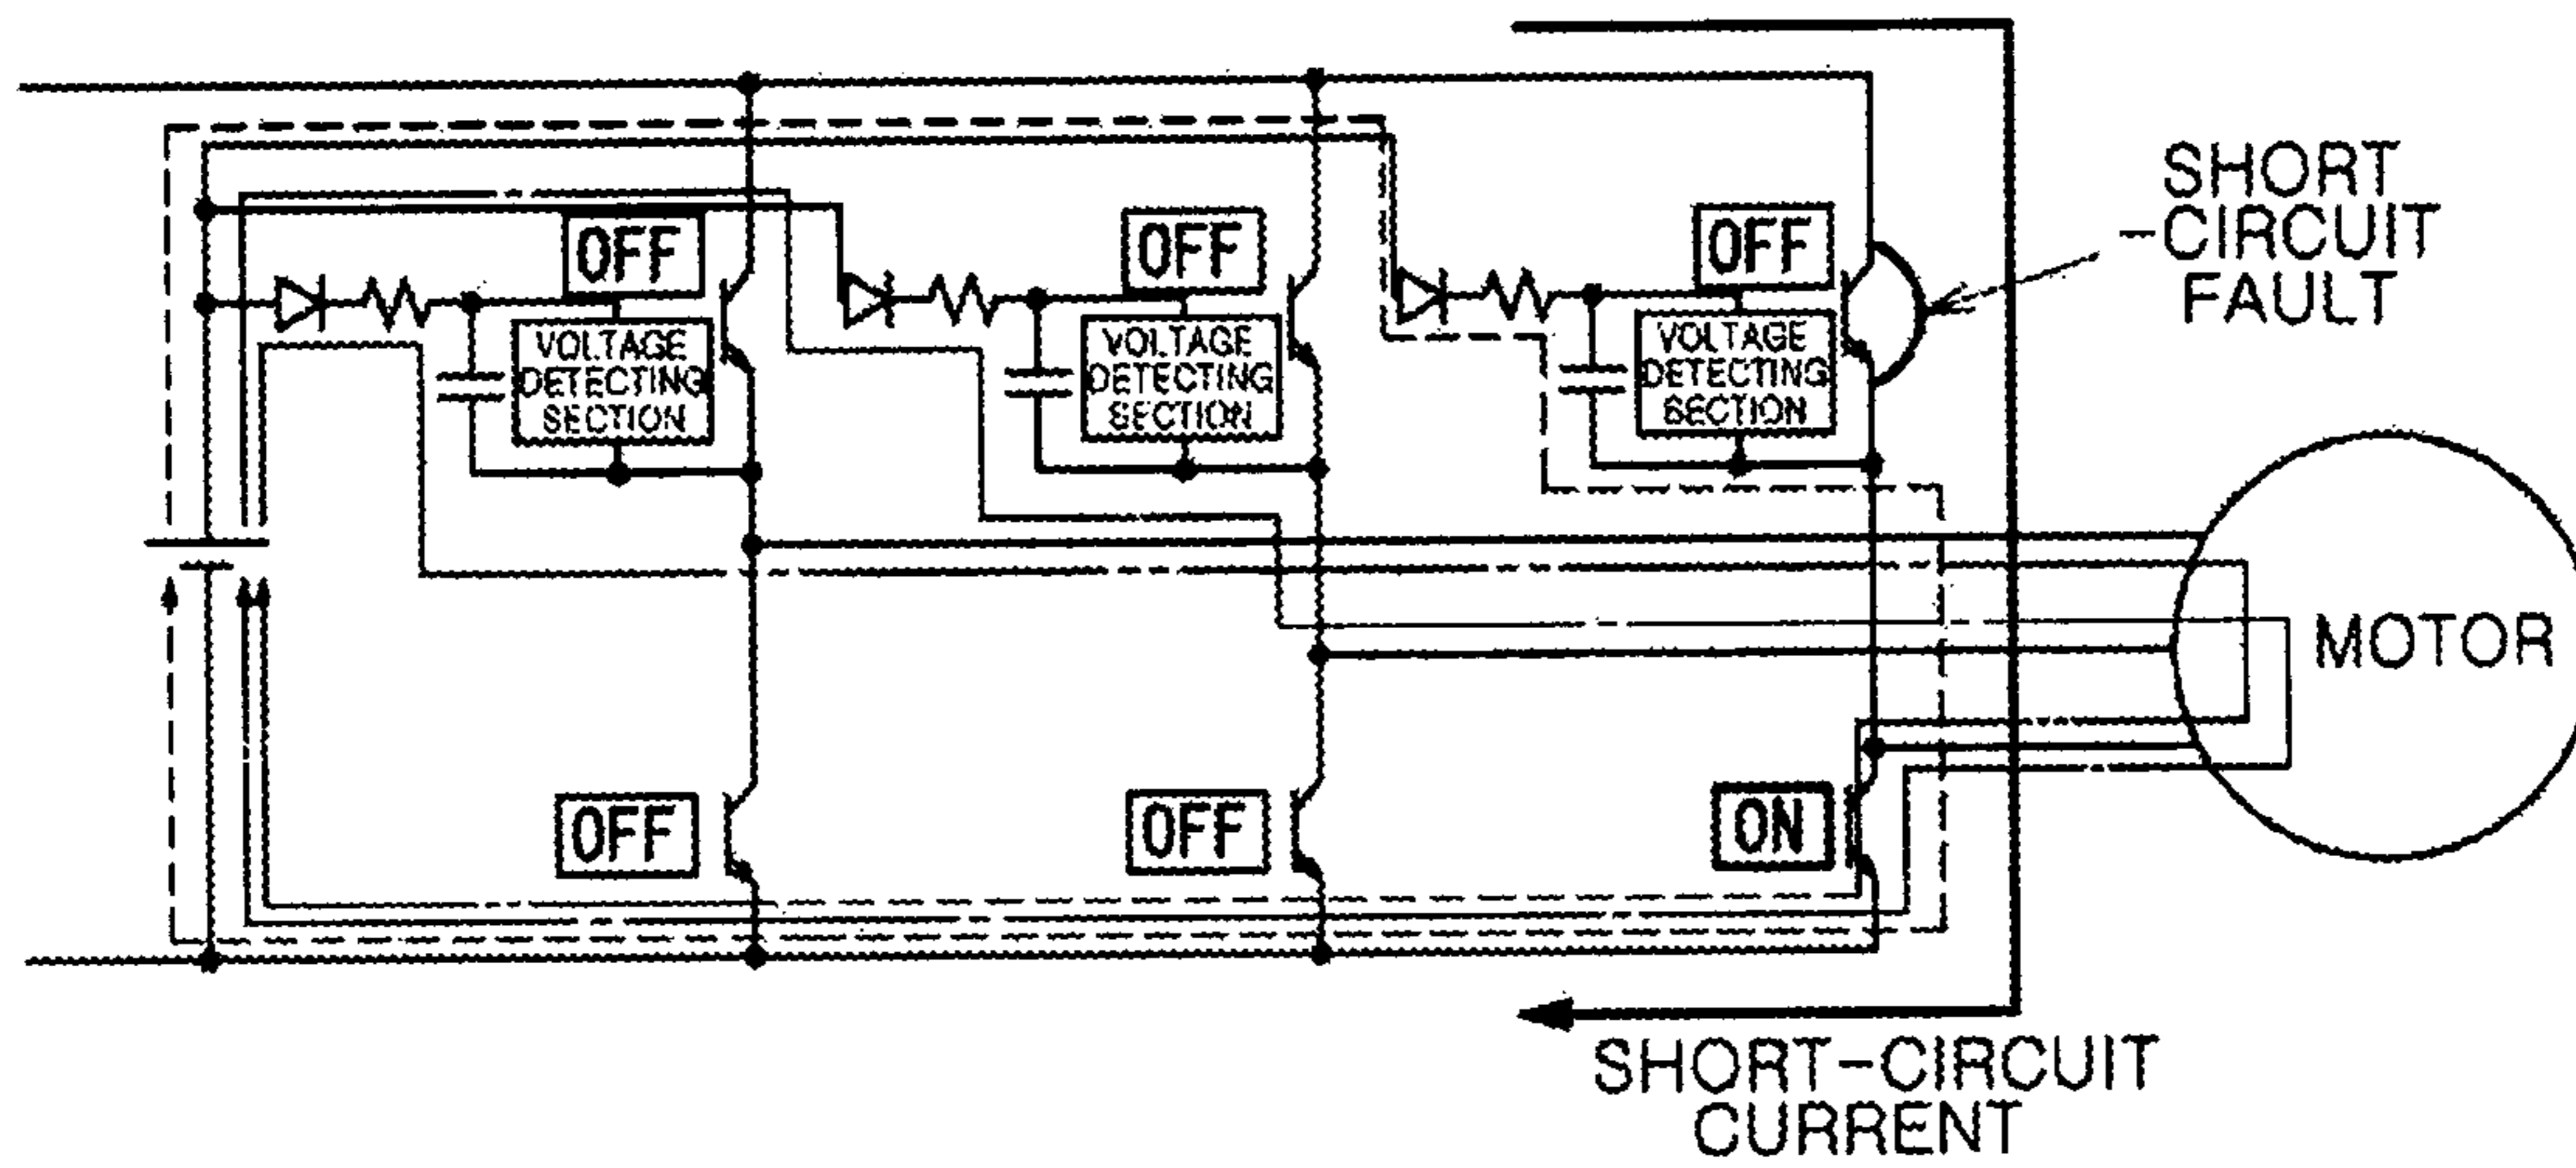 SHORT
-CIRCUIT
FAULT
OFF
OFF
OFF
VOLTAGE
DETECTING
SECTION
VOLTAGE
DETECTING
SECTION
VOLTAGE
DETECTING
SECTION
MOTOR
OFF
OFF
ON
SHORT-CIRCUIT
CURRENT